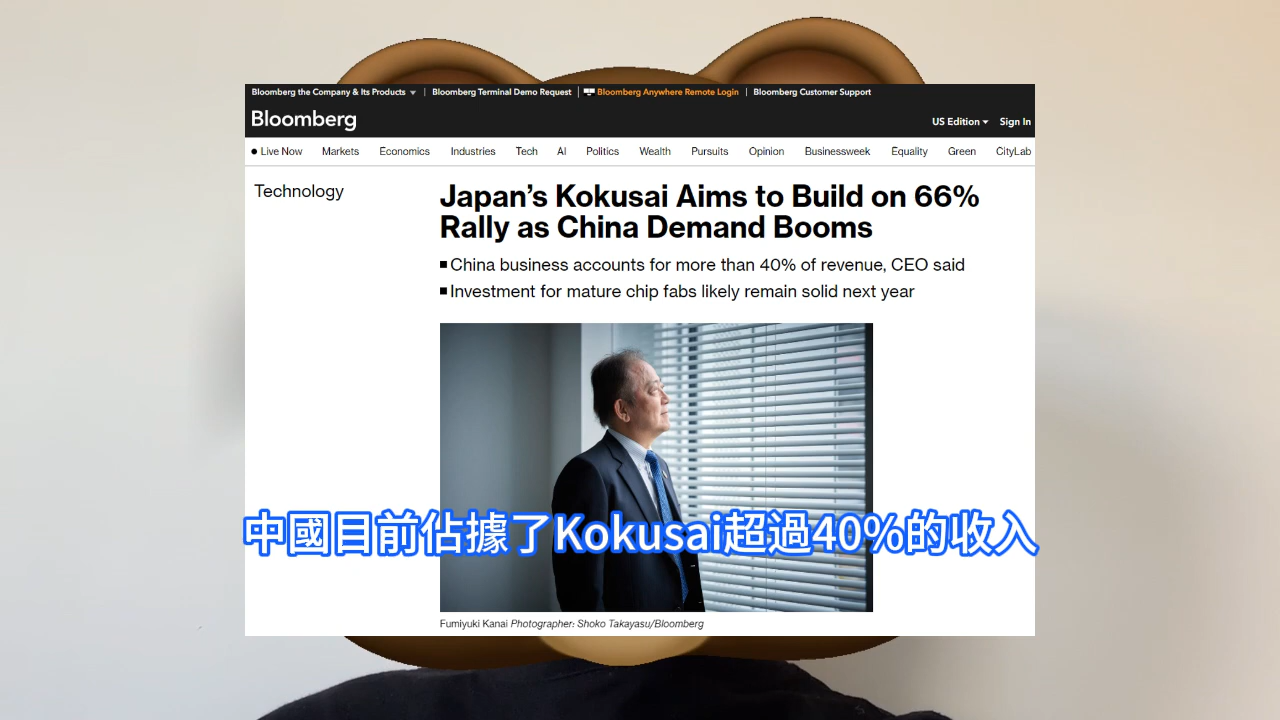 Bloomberg the Company & Its Products
Bloomberg Terminal Demo Request
Bloomberg Anywhere Remote Login
Bloomberg Customer Support
Bloomberg
US Edition
Sign In
Live Now
Markets
Economics
Industries
Tech
AI
Politics
Wealth
Pursuits
Opinion
Businessweek
Equality
Green
CityLab
Technology
Japan's Kokusai Aims to Build on 66%
Rally as China Demand Booms
China business accounts for more than 40% of revenue, CEO said
Investment for mature chip fabs likely remain solid next year
中國目前佔據了Kokusai超過40%的收入
Fumiyuki Kanai Photographer: Shoko Takayasu/Bloomberg